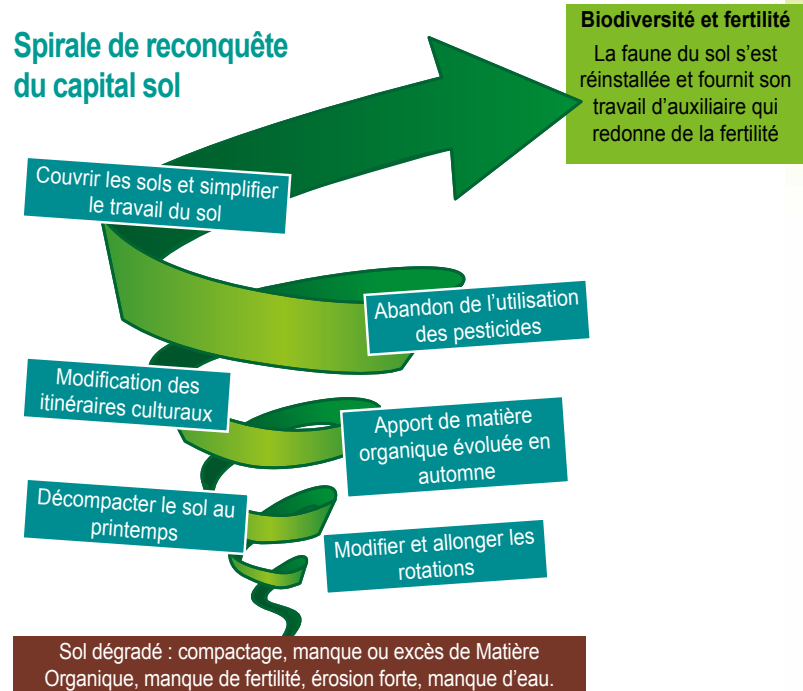 Spirale de reconquête
du capital sol
Biodiversité et fertilité
La faune du sol s’est
réinstallée et fournit son
travail d’auxiliaire qui
redonne de la fertilité
Couvrir les sols et simplifier
le travail du sol
Abandon de l’utilisation
des pesticides
Modification des
itinéraires culturaux
Apport de matière
organique évoluée en
automne
Décompacter le sol au
printemps
Modifier et allonger les
rotations
Sol dégradé : compactage, manque ou excès de Matière
Organique, manque de fertilité, érosion forte, manque d’eau.